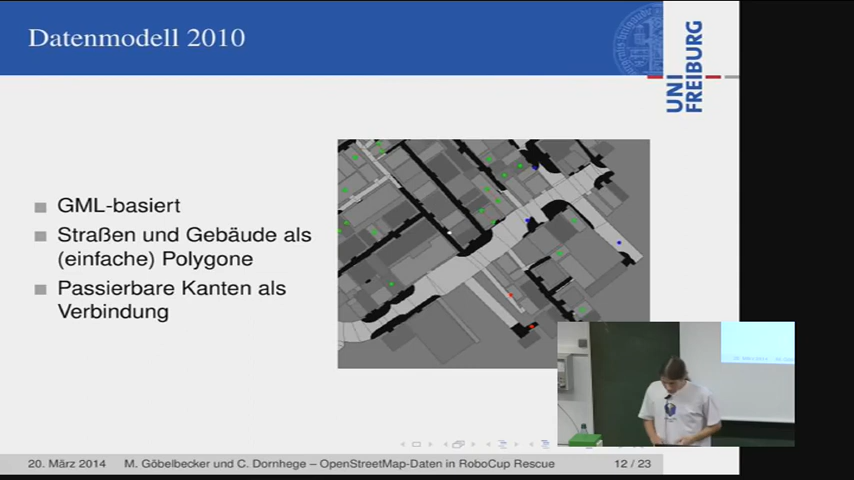 Datenmodell 2010
UNI
FREIBURG
GML-basiert
Straßen und Gebäude als
(einfache) Polygone
Passierbare Kanten als
Verbindung
20. März 2014 M. Göbelbecker und C. Dornhege – OpenStreetMap-Daten in RoboCup Rescue 12 / 23